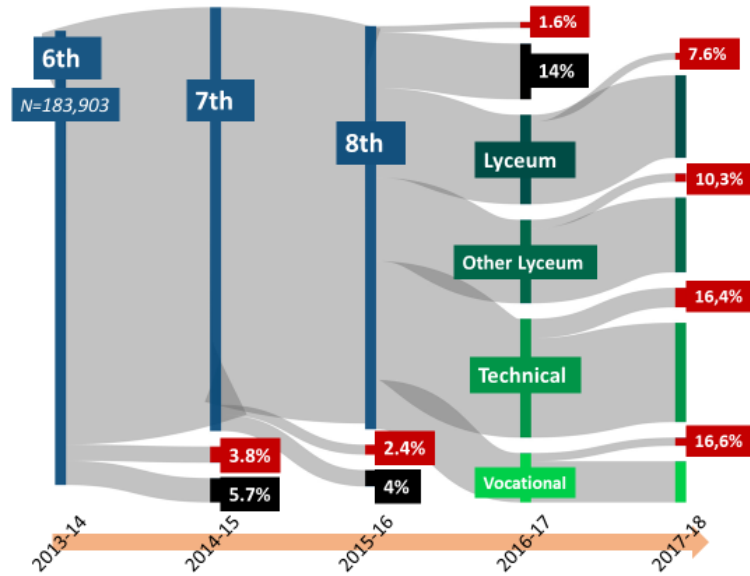 6th
N=183,903
7th
8th
1.6%
14%
7.6%
Lyceum
10,3%
Other Lyceum
16,4%
Technical
16,6%
Vocational
3.8%
5.7%
2.4%
4%
2013-14
2014-15
2015-16
2016-17
2017-18